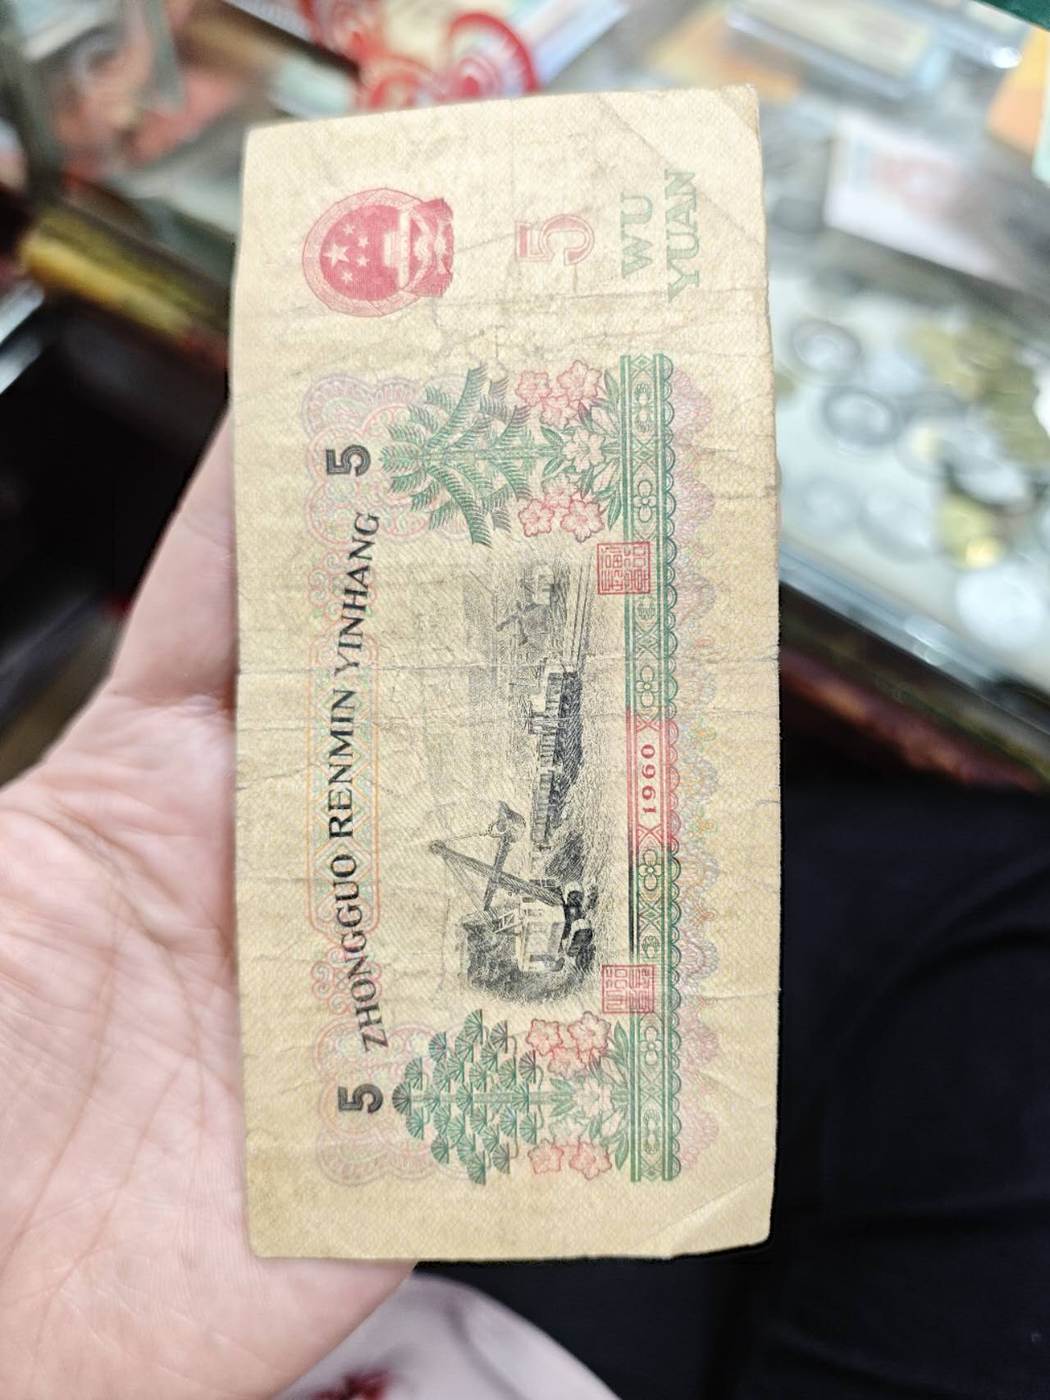 5 ZHONGGUO RENMIN YINHANG 5
5
1960
WU
YUAN